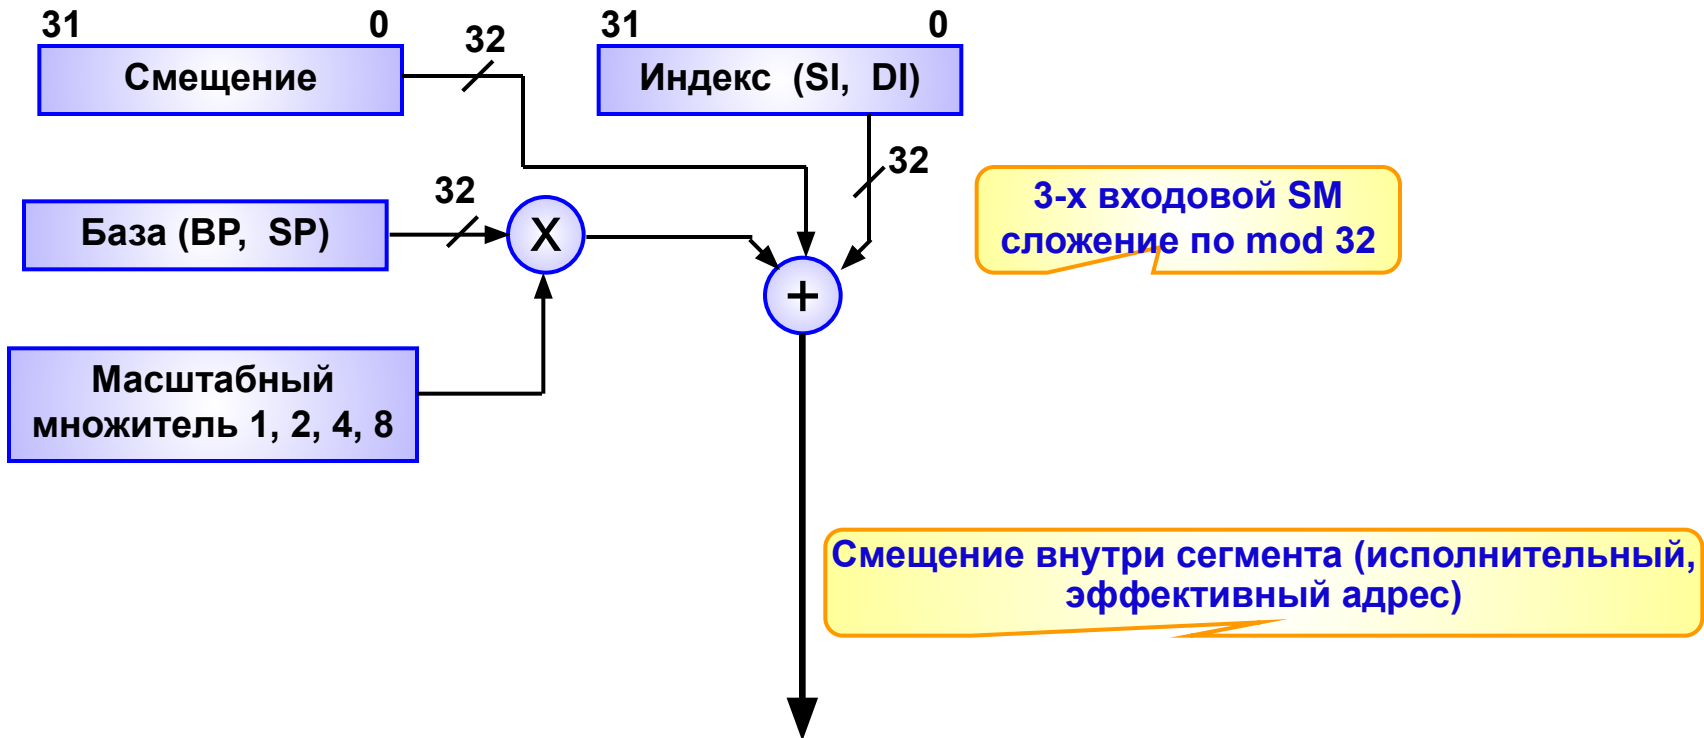 31 0
32
31 0
Смещение
Индекс (SI, DI)
32
32
База (BP, SP)
X
3-х входовой SM
сложение по mod 32
+
Масштабный
множитель 1, 2, 4, 8
Смещение внутри сегмента (исполнительный,
эффективный адрес)